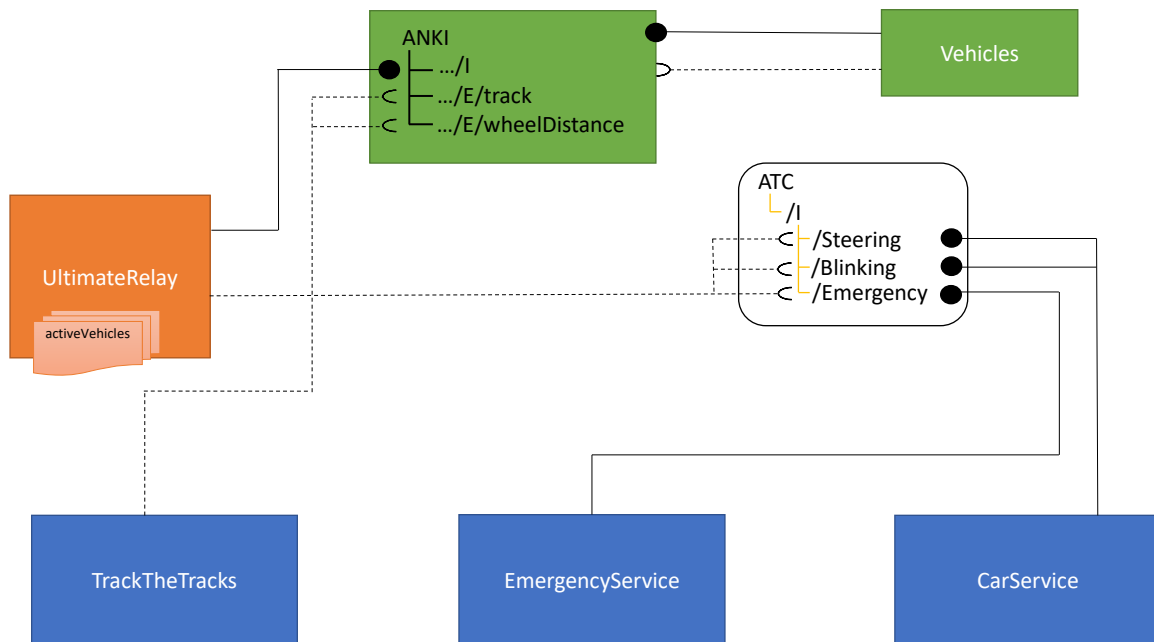 ANKI
.../I
.../E/track
.../E/wheelDistance
Vehicles
ATC
/I
/Steering
/Blinking
/Emergency
UltimateRelay
activeVehicles
TrackTheTracks
EmergencyService
CarService